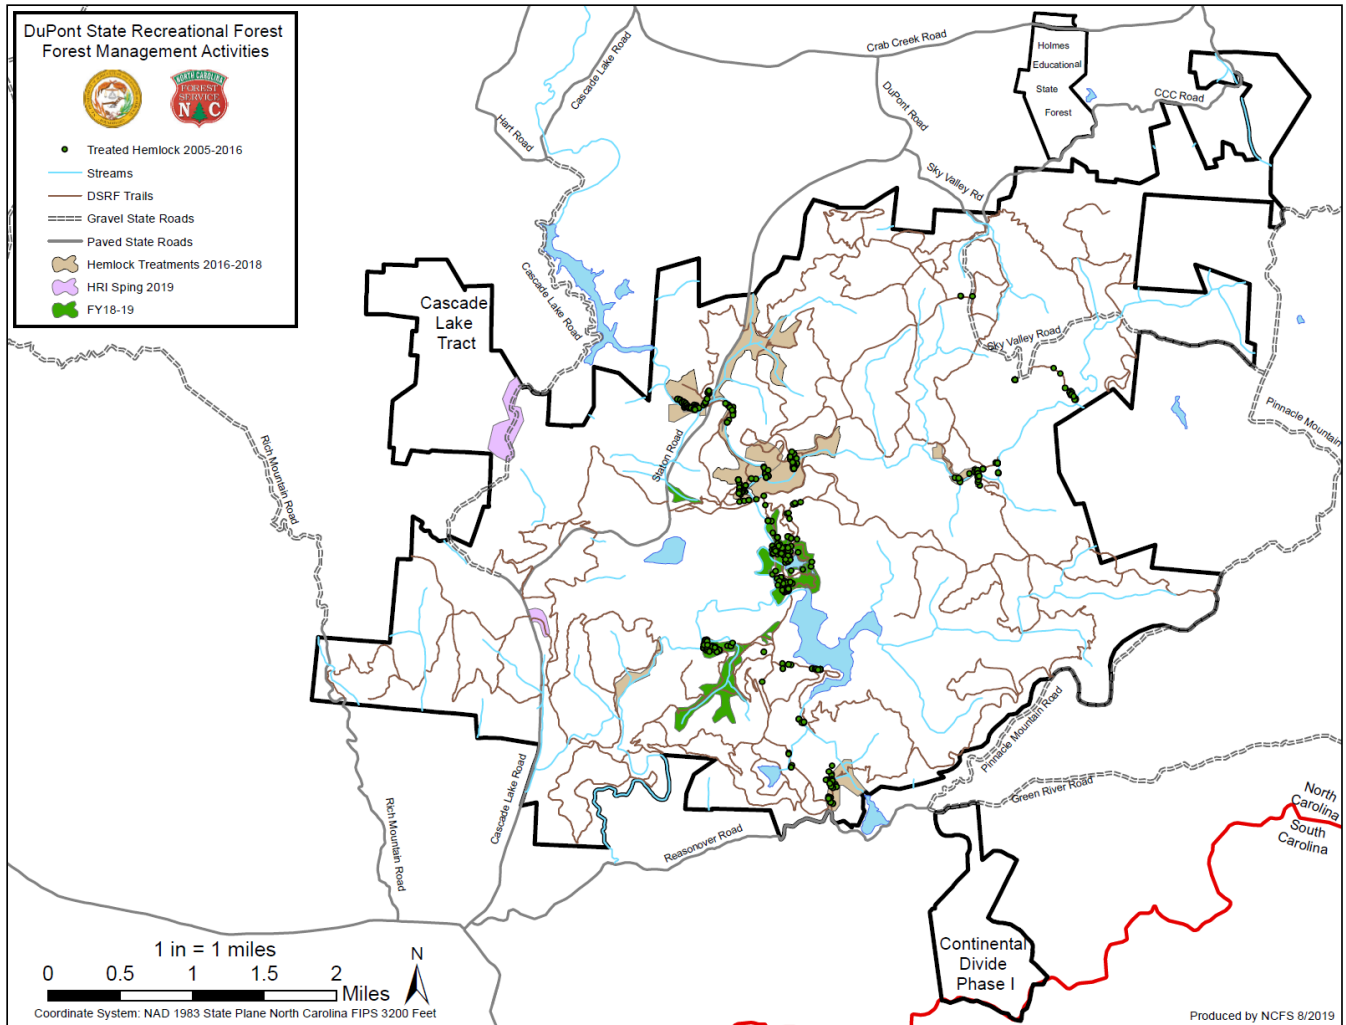 DuPont State Recreational Forest
Forest Management Activities
NORTH CAROLINA
FOREST
SERVICE
N C
Treated Hemlock 2005-2016
Streams
DSRF Trails
Gravel State Roads
Paved State Roads
Hemlock Treatments 2016-2018
HRI Sping 2019
FY18-19
Cascade Lake Road
Hart Road
Crab Creek Road
DuPont Road
Holmes
Educational
State
Forest
CCC Road
Sky Valley Rd
Cascade Lake Road
Cascade
Lake
Tract
Sky Valley Road
Pinnacle Mountain
Rich Mountain Road
Staton Road
Pinnacle Mountain Road
Green River Road
North
Carolina
South
Carolina
Cascade Lake Road
Rich Mountain Road
Reasonover Road
Continental
Divide
Phase I
1 in = 1 miles
0 0.5 1 1.5 2
Miles
N
Coordinate System: NAD 1983 State Plane North Carolina FIPS 3200 Feet
Produced by NCFS 8/2019